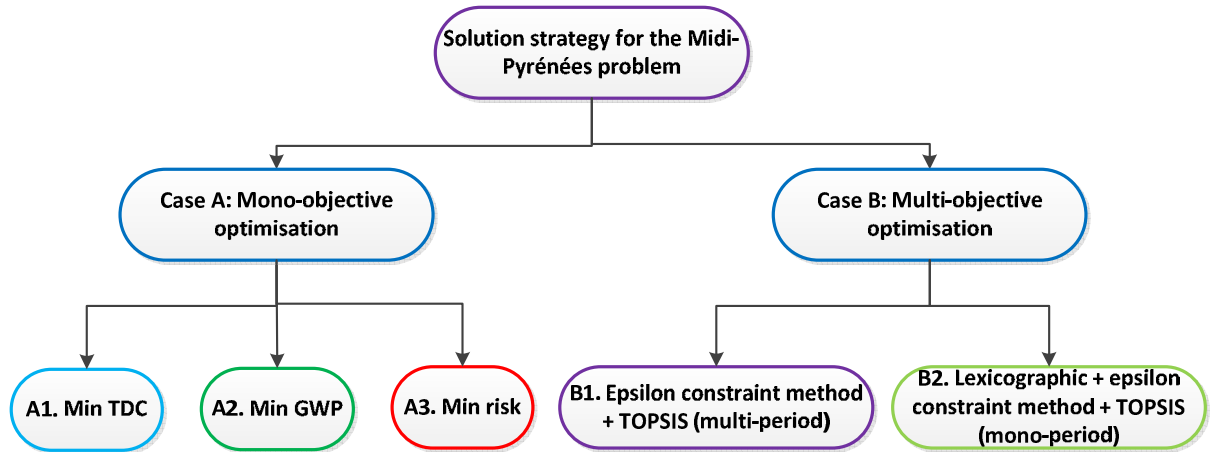 Solution strategy for the Midi-
Pyrénées problem
Case A: Mono-objective
optimisation
Case B: Multi-objective
optimisation
A1. Min TDC
A2. Min GWP
A3. Min risk
B1. Epsilon constraint method
+ TOPSIS (multi-period)
B2. Lexicographic + epsilon
constraint method + TOPSIS
(mono-period)